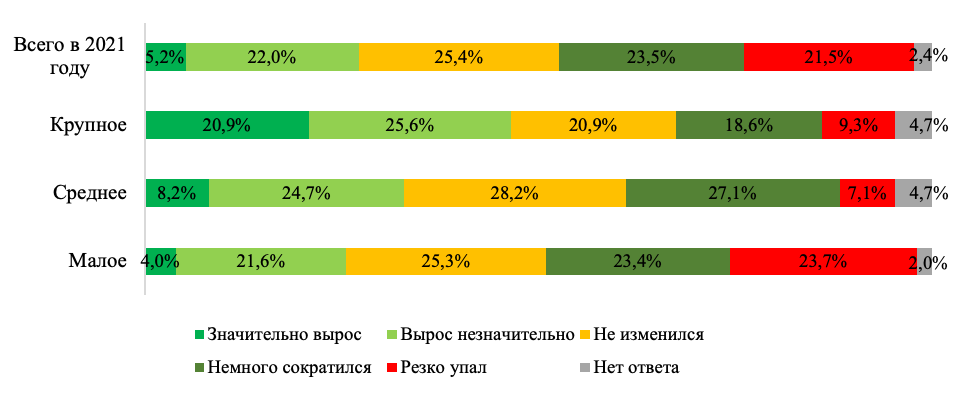 Всего в 2021
году
5,2% 22,0% 25,4% 23,5% 21,5% 2,4%
Крупное 20,9% 25,6% 20,9% 18,6% 9,3% 4,7%
Среднее 8,2% 24,7% 28,2% 27,1% 7,1% 4,7%
Малое 4,0% 21,6% 25,3% 23,4% 23,7% 2,0%
Значительно вырос Вырос незначительно Не изменился
Немного сократился Резко упал Нет ответа